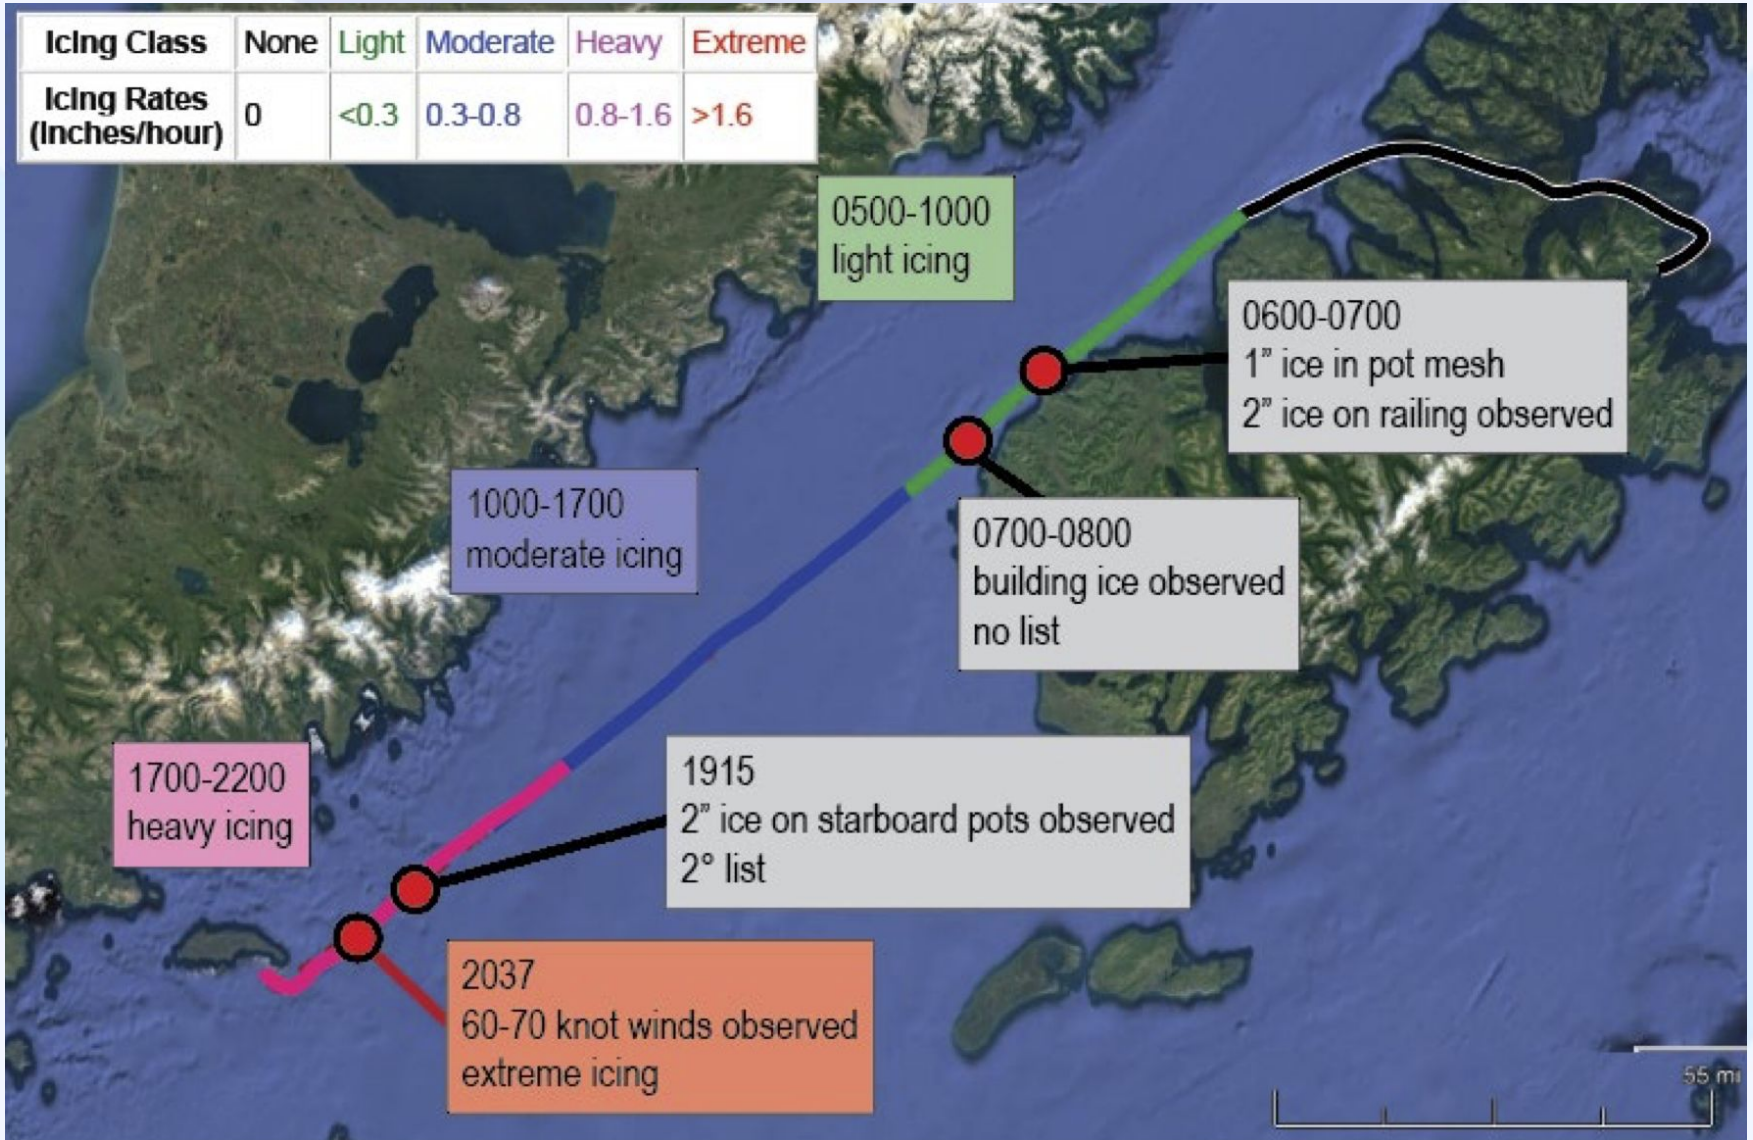 Icing Class None Light Moderate Heavy Extreme
Icing Rates
(Inches/hour) 0 <0.3 0.3-0.8 0.8-1.6 >1.6
0500-1000
light icing
0600-0700
1” ice in pot mesh
2” ice on railing observed
1000-1700
moderate icing
0700-0800
building ice observed
no list
1700-2200
heavy icing
1915
2” ice on starboard pots observed
2° list
2037
60-70 knot winds observed
extreme icing
55 mi